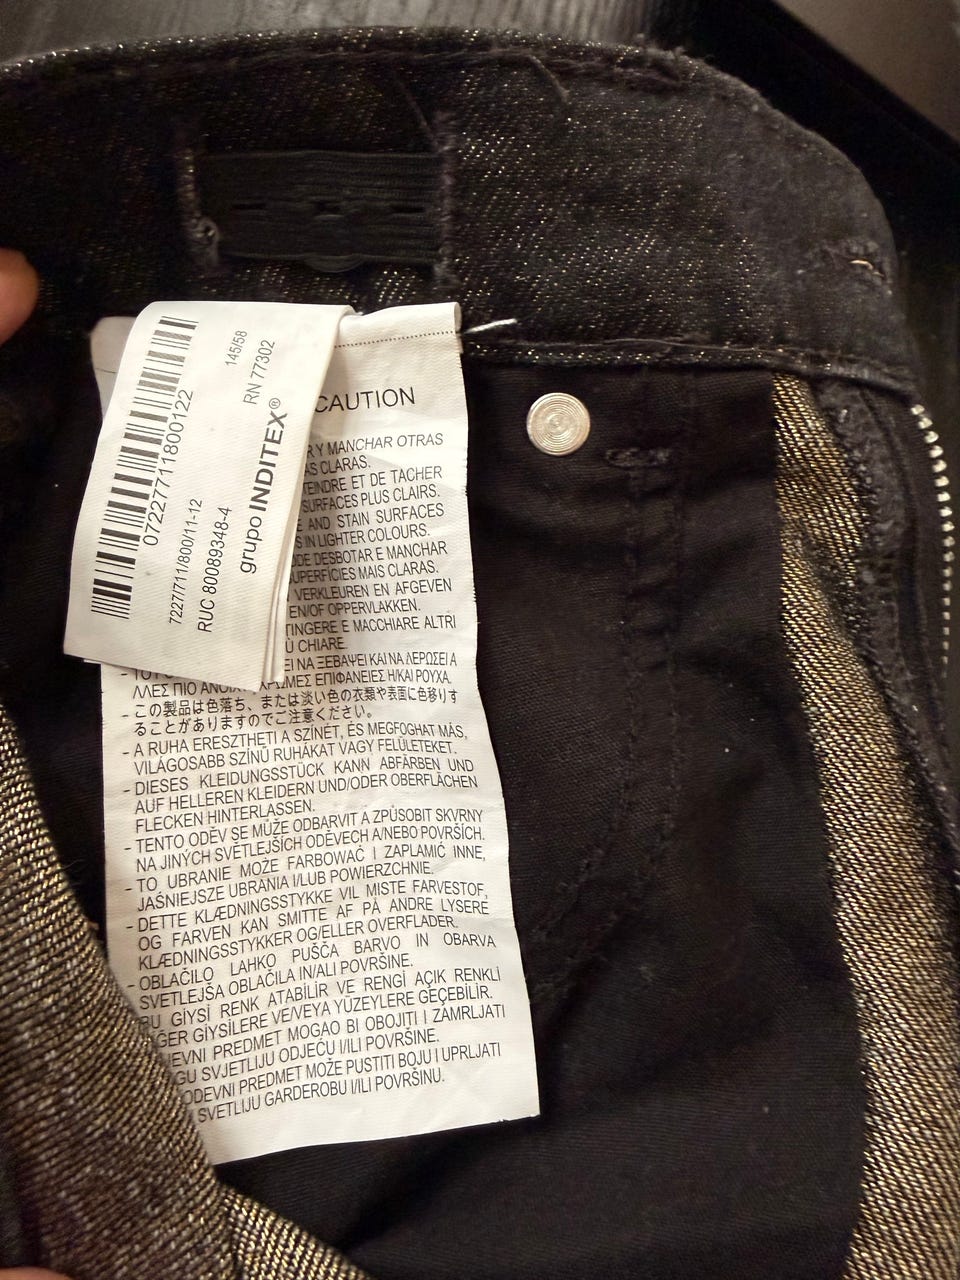 07227711800122
7227/711/800/11-12
RUC 80089348-4
145/58
RN 77302
grupo INDITEX®
CAUTION
Y MANCHAR OTRAS
CLARAS.
ET DE TACHER
SURFACES PLUS CLAIRS.
AND STAIN SURFACES
IN LIGHTER COLOURS.
DESBOTAR E MANCHAR
MAIS CLARAS.
VERKLEUREN EN AFGEVEN
EN/OF OPPERVLAKKEN.
E MACCHIARE ALTRI
CHIARE.
ΝΑ ΞΕΒΑΨΕΙ ΚΑΙ ΝΑ ΛΕΡΩΣΕΙ Α
ΛΛΕΣ ΠΙΟ ΕΠΙΦΑΝΕΙΕΣ Η/ΚΑΙ ΡΟΥΧΑ.
- この製品は色落ち、または淡い色の衣類や表面に色移りす
ることがありますのでご注意ください。
- A RUHA ERESZTHETI A SZÍNÉT, ÉS MEGFOGHAT MÁS,
VILÁGOSABB SZÍNŰ RUHÁKAT VAGY FELÜLETEKET.
- DIESES KLEIDUNGSSTÜCK KANN ABFÄRBEN UND
AUF HELLEREN KLEIDERN UND/ODER OBERFLÄCHEN
FLECKEN HINTERLASSEN.
- TENTO ODĚV SE MŮŽE ODBARVIT A ZPŮSOBIT SKVRNY
NA JINÝCH SVĚTLEJŠÍCH ODĚVECH A/NEBO POVRŠÍCH.
- TO UBRANIE MOŻE FARBOWAĆ I ZAPLAMIĆ INNE,
JAŚNIEJSZE UBRANIA I/LUB POWIERZCHNIE.
- DETTE KLÆDNINGSSTYKKE VIL MISTE FARVESTOF,
OG FARVEN KAN SMITTE AF PÅ ANDRE LYSERE
KLÆDNINGSSTYKKER OG/ELLER OVERFLADER.
- OBLAČILO LAHKO PUŠČA BARVO IN OBARVA
SVETLEJŠA OBLAČILA IN/ALI POVRŠINE.
BU GİYSİ RENK ATABİLİR VE RENGİ AÇIK RENKLİ
GİYSİLERE VE/VEYA YÜZEYLERE GEÇEBİLİR.
PREDMET MOGAO BI OBOJITI I ZAMRLJATI
SVJETLIJU ODJEĆU I/ILI POVRŠINE.
PREDMET MOŽE PUSTITI BOJU I UPRLJATI
SVETLIJU GARDEROBU I/ILI POVRŠINU.